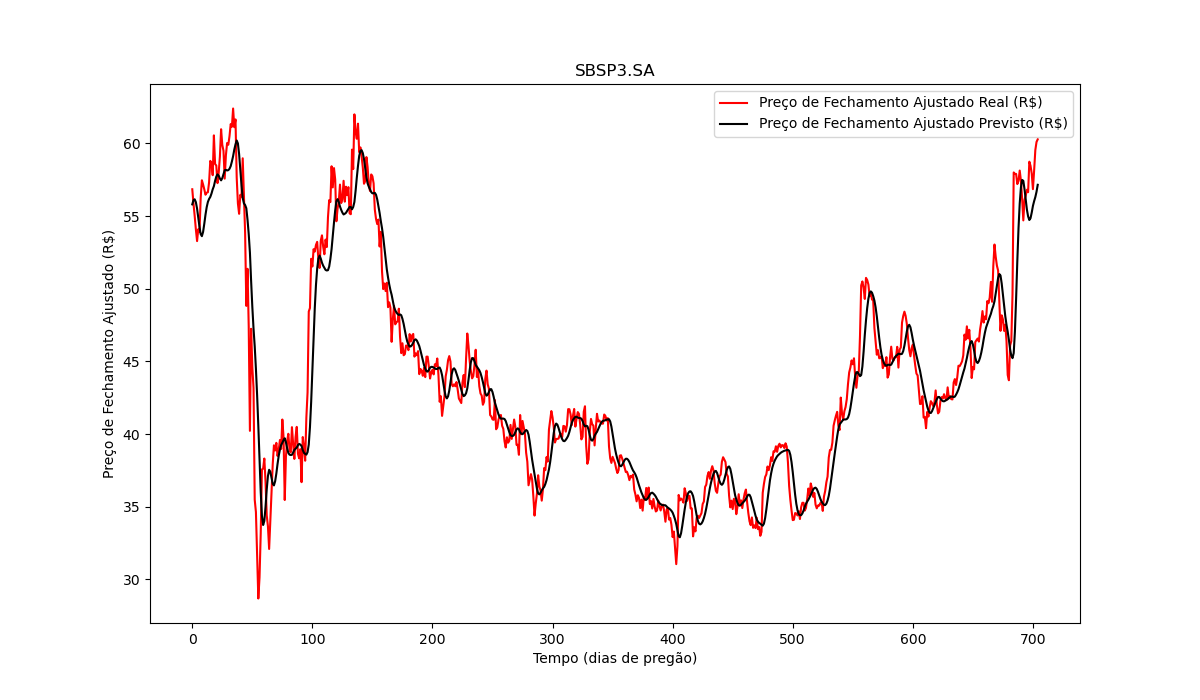 SBSP3.SA
Preço de Fechamento Ajustado Real (R$)
Preço de Fechamento Ajustado Previsto (R$)
Preço de Fechamento Ajustado (R$)
60
55
50
45
40
35
30
0 100 200 300 400 500 600 700
Tempo (dias de pregão)